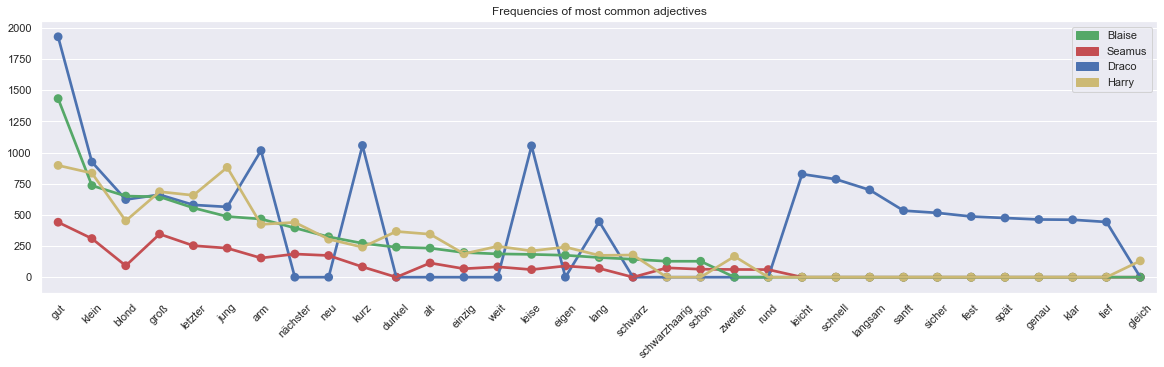 Frequencies of most common adjectives
2000
1750
1500
1250
1000
750
500
250
0
Blaise
Seamus
Draco
Harry
gut
klein
blond
groß
letzter
jung
arm
nächster
neu
kurz
dunkel
alt
einzig
weit
leise
eigen
lang
schwarz
schwarzhaarig
schön
zweiter
rund
leicht
schnell
langsam
sanft
sicher
fest
spät
genau
klar
tief
gleich